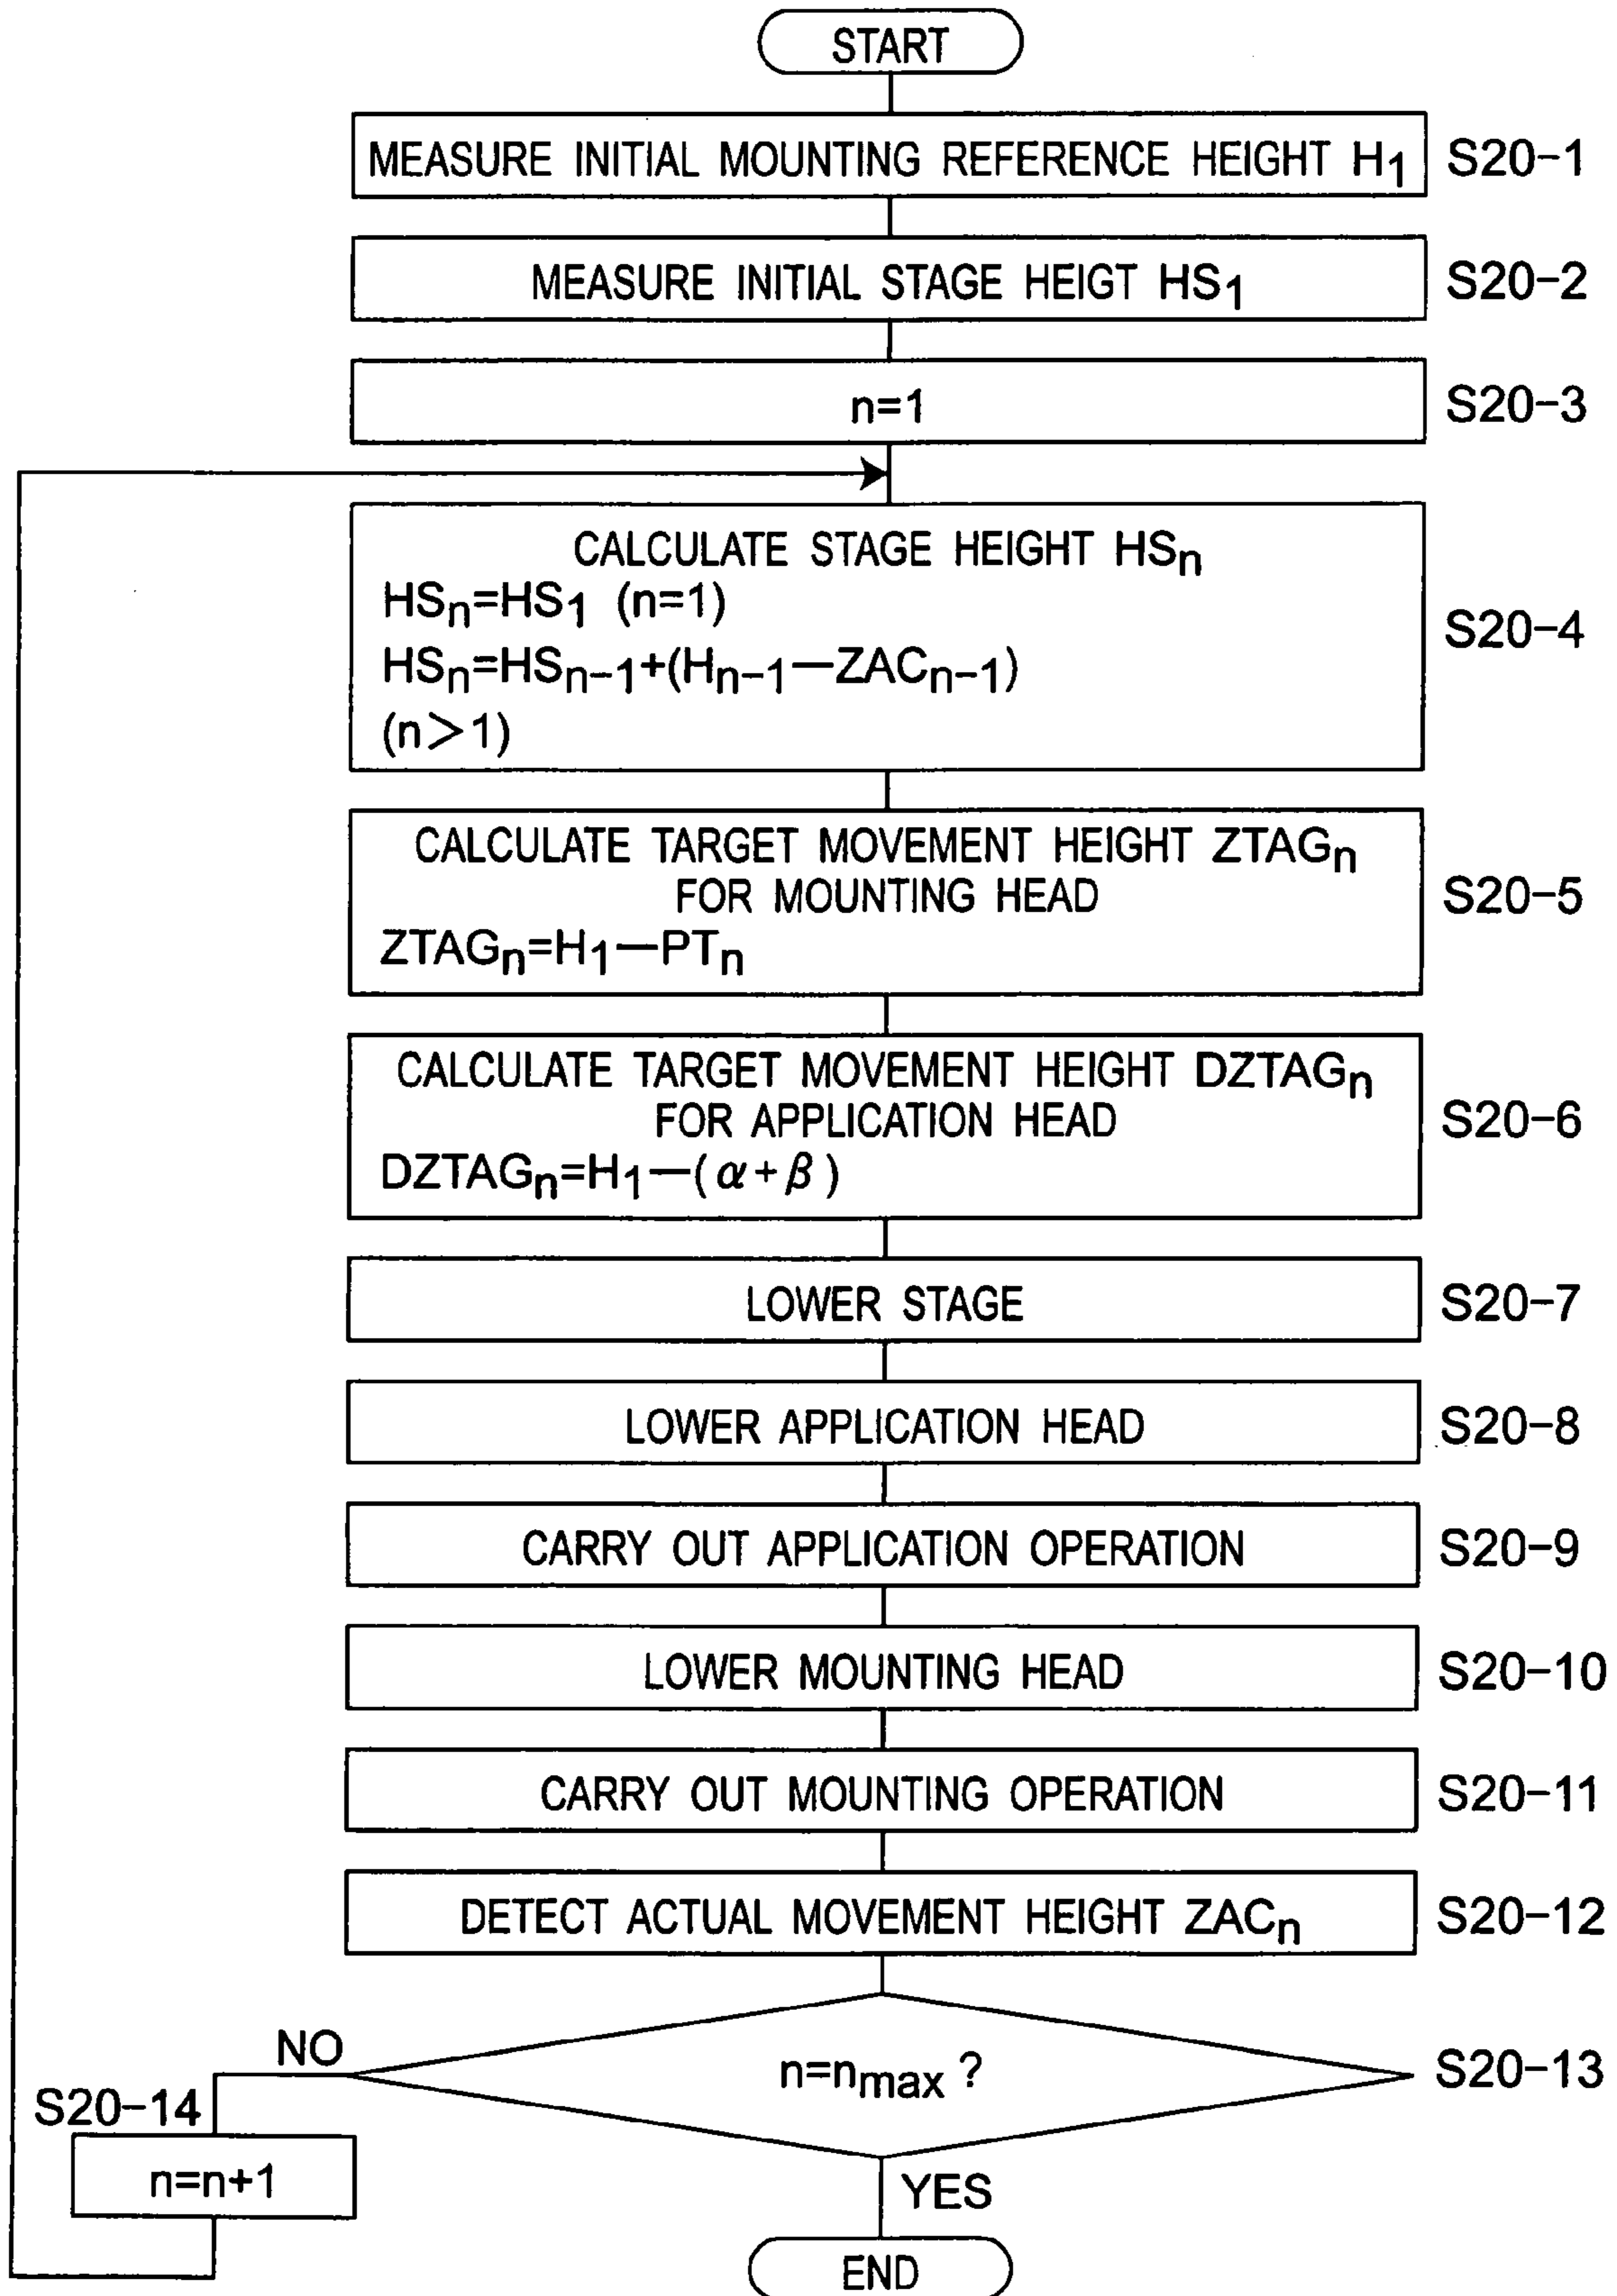 START
MEASURE INITIAL MOUNTING REFERENCE HEIGHT H1
S20-1
MEASURE INITIAL STAGE HEIGT HS1
S20-2
n=1
S20-3
CALCULATE STAGE HEIGHT HSn
HSn=HS1 (n=1)
HSn=HSn-1+(Hn-1—ZACn-1)
(n>1)
S20-4
CALCULATE TARGET MOVEMENT HEIGHT ZTAGn
FOR MOUNTING HEAD
ZTAGn=H1—PTn
S20-5
CALCULATE TARGET MOVEMENT HEIGHT DZTAGn
FOR APPLICATION HEAD
DZTAGn=H1—(α+β)
S20-6
LOWER STAGE
S20-7
LOWER APPLICATION HEAD
S20-8
CARRY OUT APPLICATION OPERATION
S20-9
LOWER MOUNTING HEAD
S20-10
CARRY OUT MOUNTING OPERATION
S20-11
DETECT ACTUAL MOVEMENT HEIGHT ZACn
S20-12
n=nmax ?
S20-13
NO
S20-14
n=n+1
YES
END